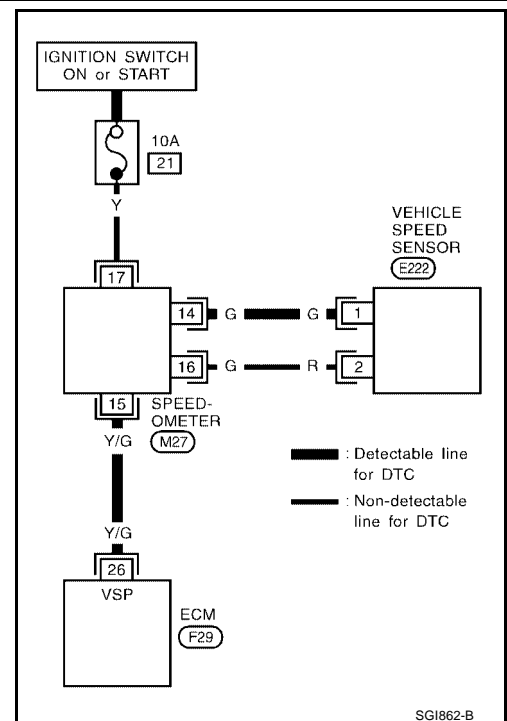 IGNITION SWITCH
ON or START
10A
21
Y
VEHICLE
SPEED
SENSOR
E222
17
14 G G 1
16 G R 2
15 SPEED-
OMETER
M27
Y/G
: Detectable line
for DTC
: Non-detectable
line for DTC
Y/G
26
VSP
ECM
F29
SGI862-B